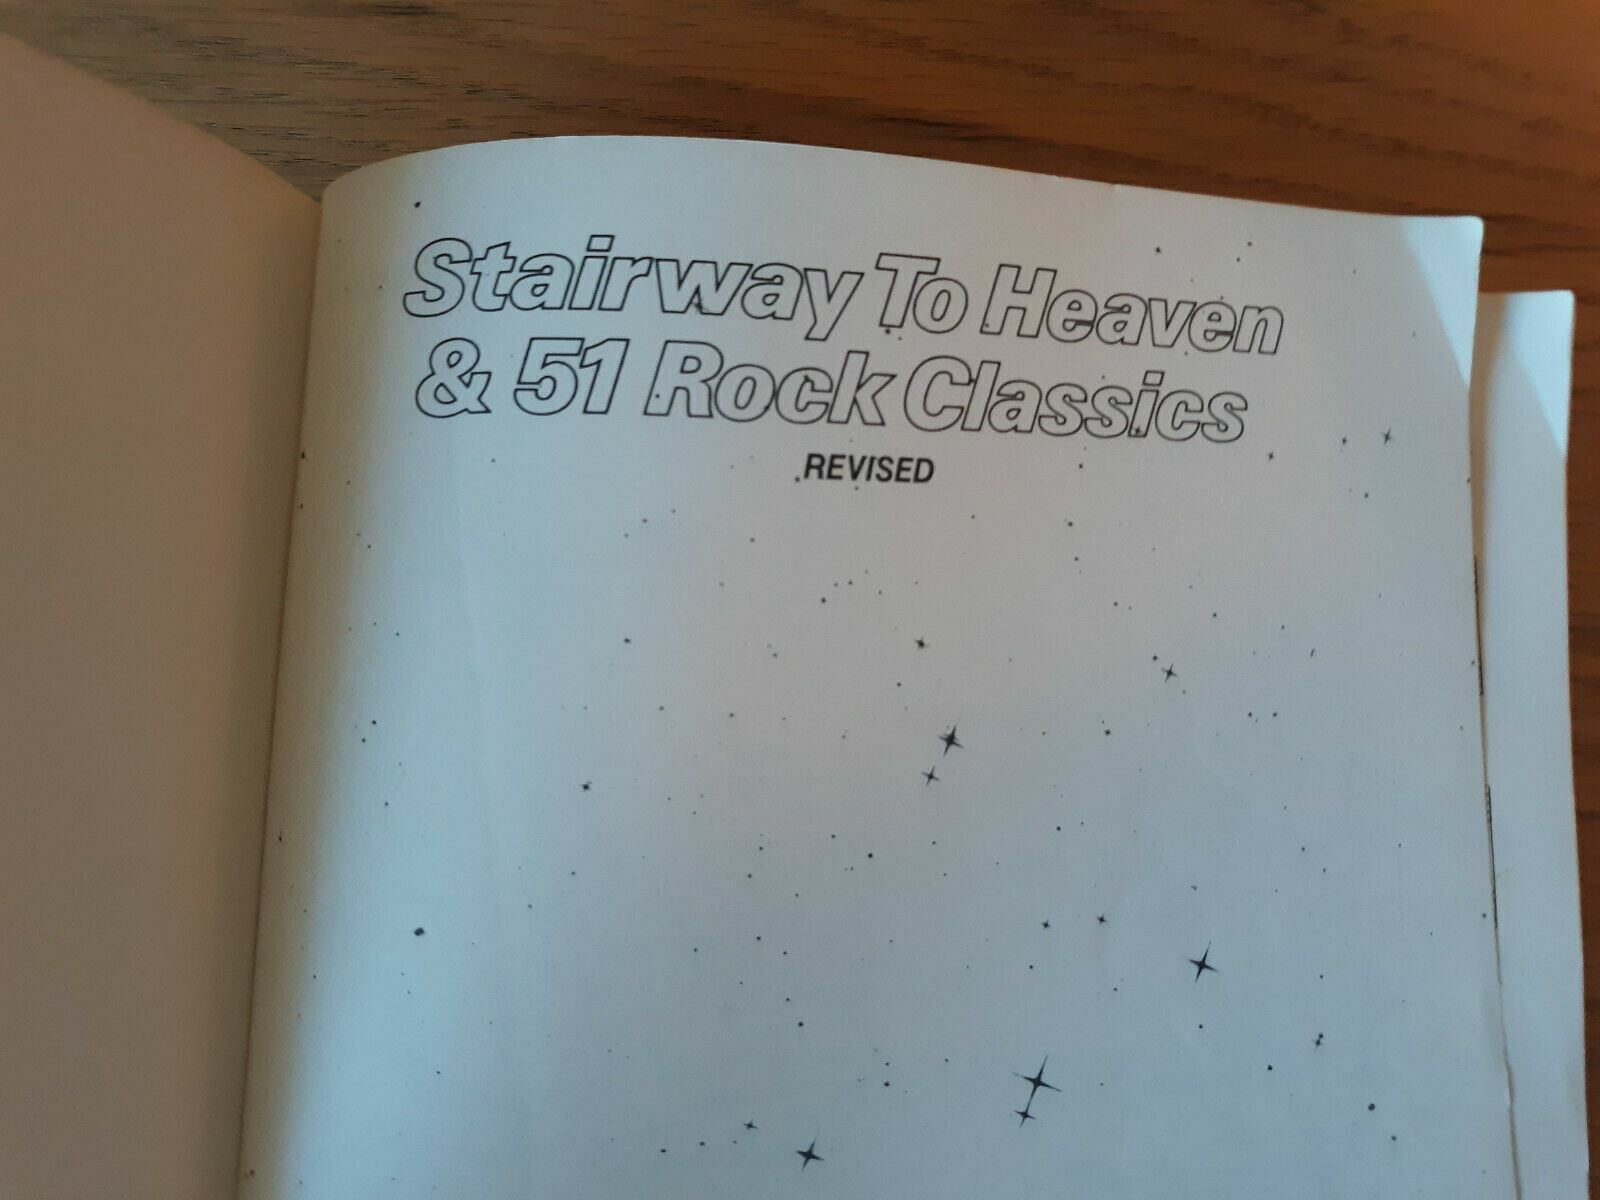 Stairway To Heaven
& 51 Rock Classics
REVISED